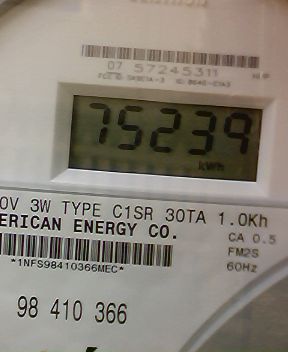 07 57245311
75239
kWh
0V 3W TYPE C1SR 30TA 1.0Kh
ERICAN ENERGY CO.
CA 0.5
FM2S
*1NFS98410366MEC*
60Hz
98 410 366